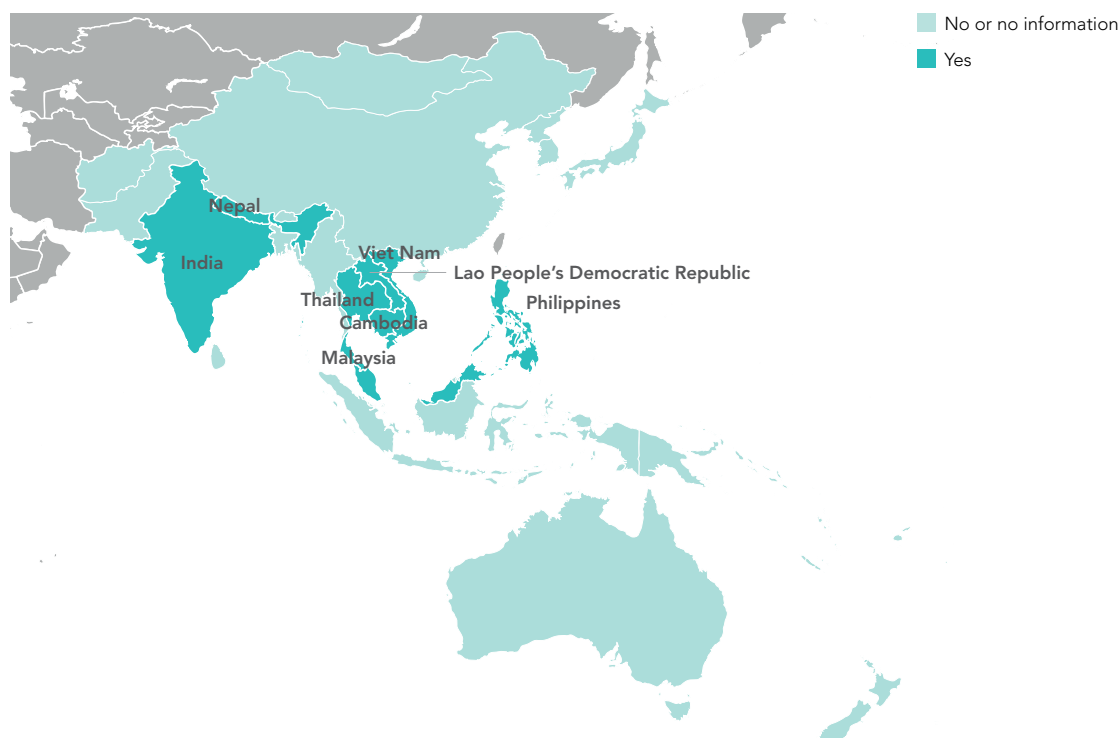 No or no information
Yes
Nepal
Viet Nam
India
Lao People’s Democratic Republic
Thailand
Philippines
Cambodia
Malaysia